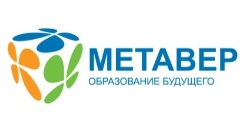 МЕТАВЕР
ОБРАЗОВАНИЕ БУДУЩЕГО